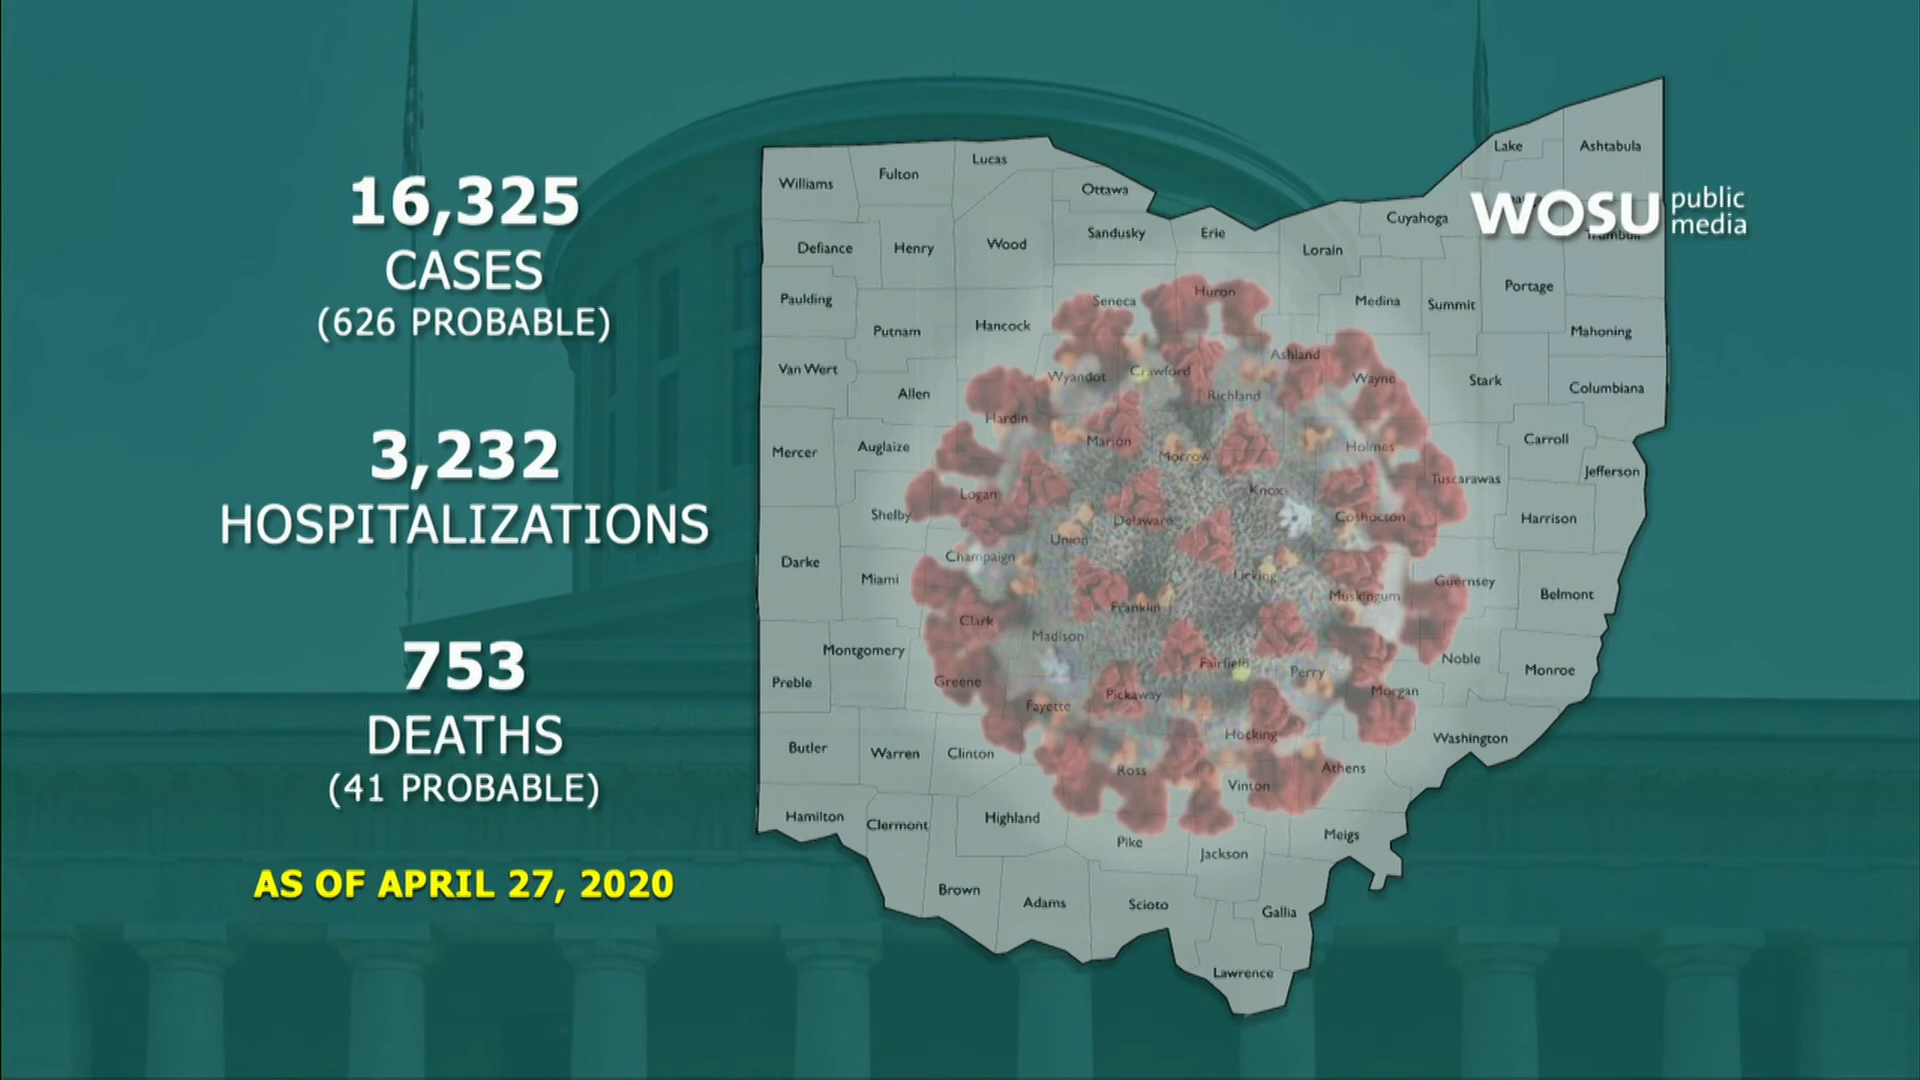 16,325
CASES
(626 PROBABLE)
3,232
HOSPITALIZATIONS
753
DEATHS
(41 PROBABLE)
AS OF APRIL 27, 2020
WOSU public media
Williams
Fulton
Lucas
Ottawa
Lake
Ashtabula
Defiance
Henry
Wood
Sandusky
Erie
Lorain
Cuyahoga
Trumbull
Paulding
Putnam
Hancock
Seneca
Huron
Medina
Summit
Portage
Mahoning
Van Wert
Allen
Wyandot
Crawford
Richland
Ashland
Wayne
Stark
Columbiana
Mercer
Auglaize
Hardin
Marion
Morrow
Holmes
Carroll
Jefferson
Shelby
Logan
Delaware
Knox
Coshocton
Tuscarawas
Harrison
Darke
Miami
Champaign
Union
Licking
Muskingum
Guernsey
Belmont
Clark
Franklin
Madison
Montgomery
Preble
Greene
Fayette
Pickaway
Fairfield
Perry
Morgan
Noble
Monroe
Butler
Warren
Clinton
Ross
Hocking
Vinton
Athens
Washington
Hamilton
Clermont
Highland
Pike
Jackson
Meigs
Brown
Adams
Scioto
Gallia
Lawrence